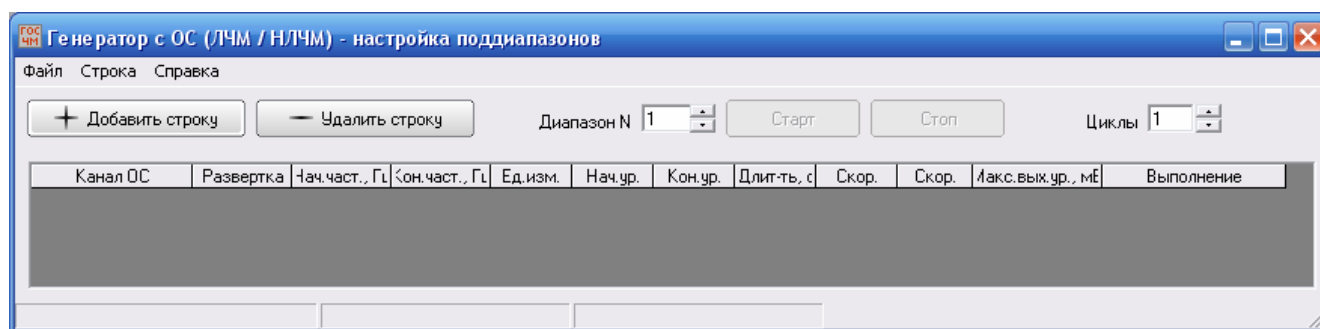 ГОС
ЧМ
Генератор с ОС (ЛЧМ / НЛЧМ) - настройка поддиапазонов
Файл Строка Справка
Добавить строку Удалить строку Диапазон N 1 Старт Стоп Циклы 1
Канал ОС Развертка Нач.част., Гц Кон.част., Гц Ед.изм. Нач.ур. Кон.ур. Длит-ть, с Скор. Скор. Макс.вых.ур., мВ Выполнение